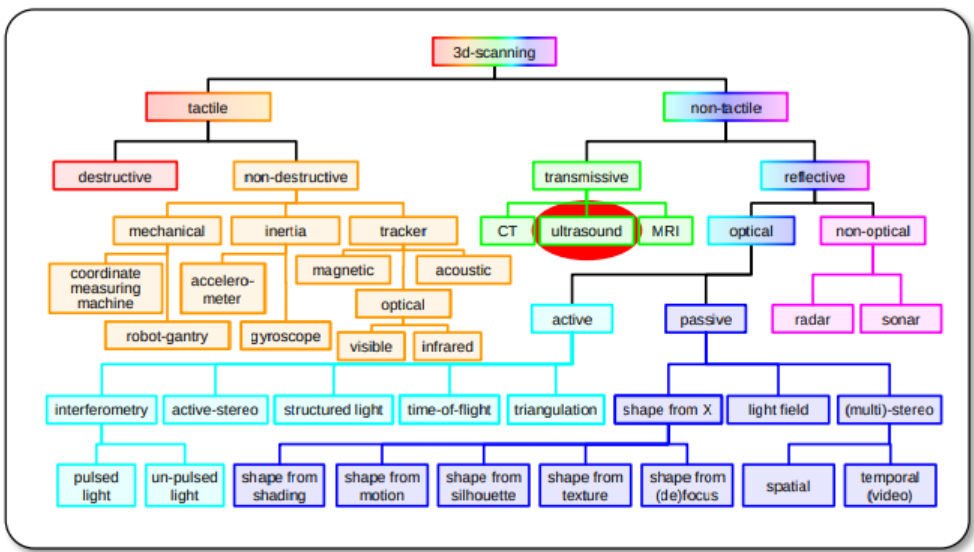 3d-scanning
tactile
non-tactile
destructive
non-destructive
transmissive
reflective
mechanical
inertia
tracker
CT
ultrasound
MRI
optical
non-optical
coordinate
measuring
machine
accelero-
meter
magnetic
acoustic
optical
active
passive
radar
sonar
robot-gantry
gyroscope
visible
infrared
interferometry
active-stereo
structured light
time-of-flight
triangulation
shape from X
light field
(multi)-stereo
pulsed
light
un-pulsed
light
shape from
shading
shape from
motion
shape from
silhouette
shape from
texture
shape from
(de)focus
spatial
temporal
(video)